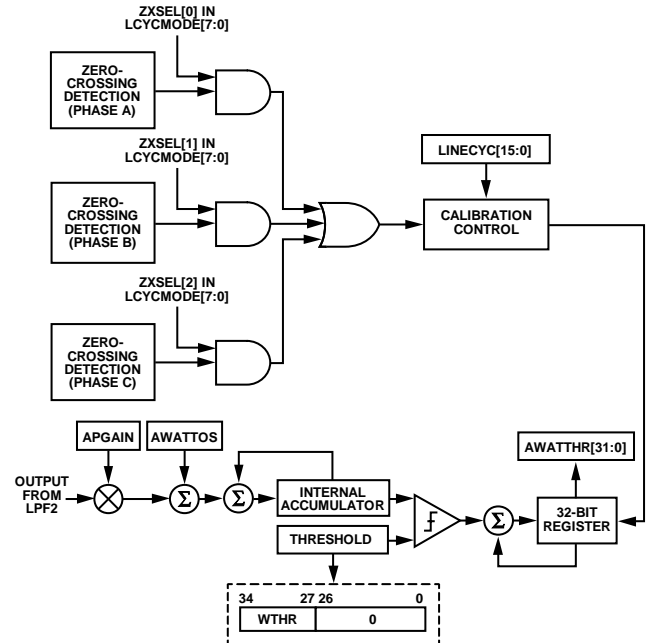 ZXSEL[0] IN
LCYCMODE[7:0]
ZERO-
CROSSING
DETECTION
(PHASE A)
ZXSEL[1] IN
LCYCMODE[7:0]
ZERO-
CROSSING
DETECTION
(PHASE B)
ZXSEL[2] IN
LCYCMODE[7:0]
ZERO-
CROSSING
DETECTION
(PHASE C)
LINECYC[15:0]
CALIBRATION
CONTROL
APGAIN
AWATTOS
OUTPUT
FROM
LPF2
Σ
Σ
INTERNAL
ACCUMULATOR
THRESHOLD
Σ
AWATTHR[31:0]
32-BIT
REGISTER
34 27 26 0
WTHR 0